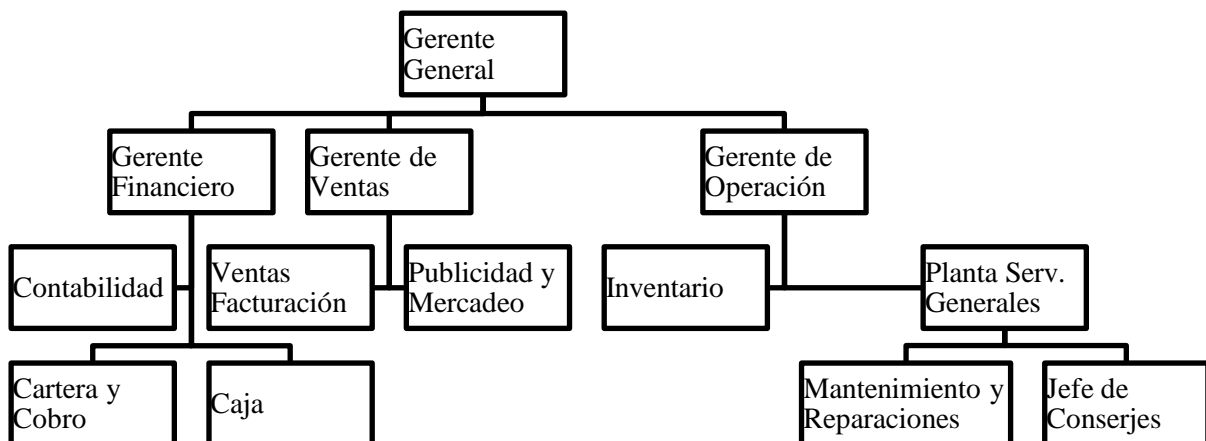 Gerente
General
Gerente
Financiero
Gerente de
Ventas
Gerente de
Operación
Contabilidad
Ventas
Facturación
Publicidad y
Mercadeo
Inventario
Planta Serv.
Generales
Cartera y
Cobro
Caja
Mantenimiento y
Reparaciones
Jefe de
Conserjes